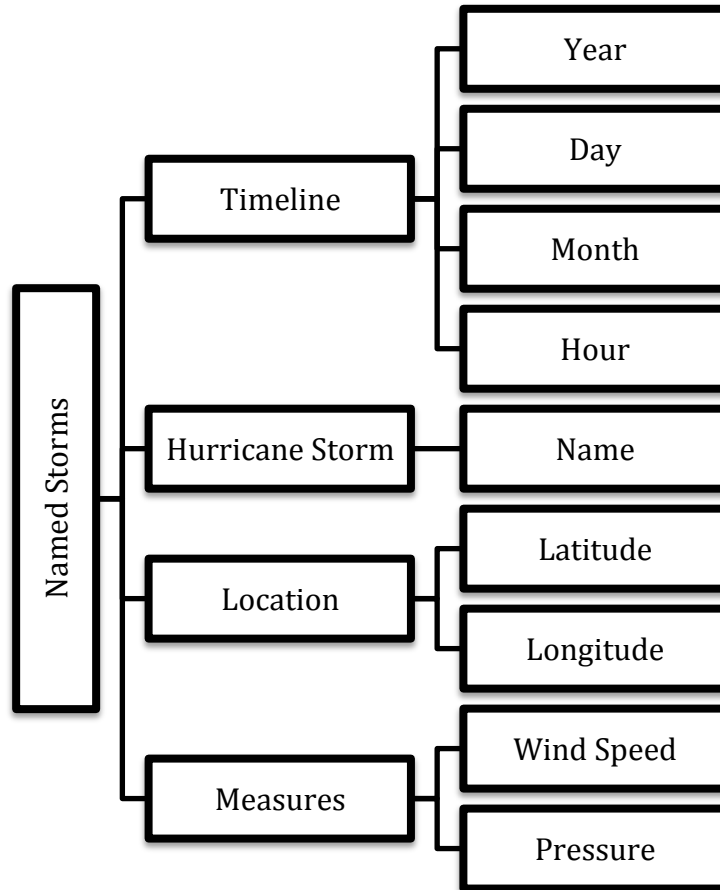 Named Storms
Timeline
Year
Day
Month
Hour
Hurricane Storm
Name
Location
Latitude
Longitude
Measures
Wind Speed
Pressure